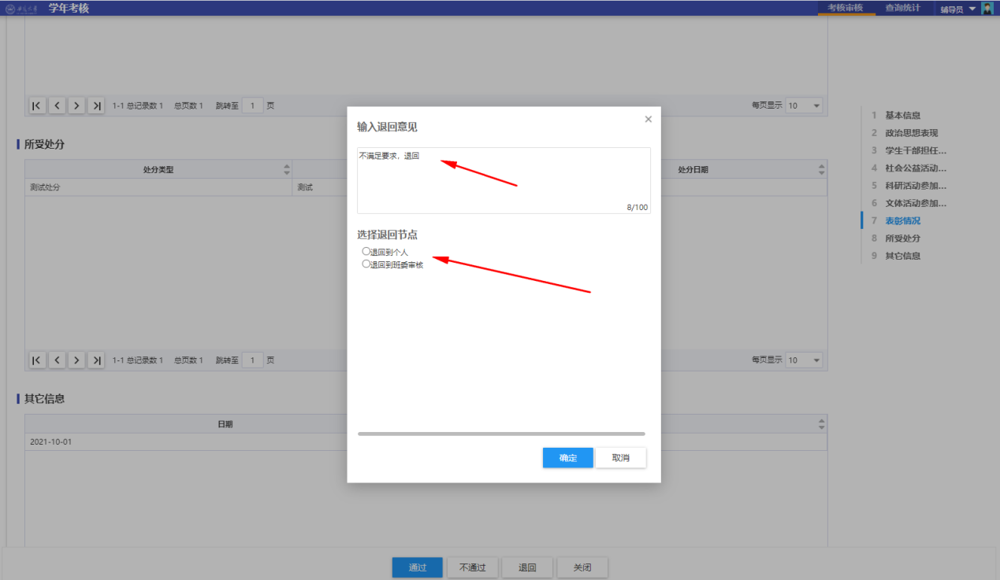 学年考核
考核审核 查询统计 辅导员
1-1 总记录数 1 总页数 1 跳转至 1 页 每页显示 10
所受处分
处分类型 处分日期
测试处分 测试
1-1 总记录数 1 总页数 1 跳转至 1 页 每页显示 10
其它信息
日期
2021-10-01
输入退回意见
不满足要求，退回
8/100
选择退回节点
退回到个人
退回到班委审核
确定 取消
1 基本信息
2 政治思想表现
3 学生干部担任...
4 社会公益活动...
5 科研活动参加...
6 文体活动参加...
7 表彰情况
8 所受处分
9 其它信息
通过 不通过 退回 关闭